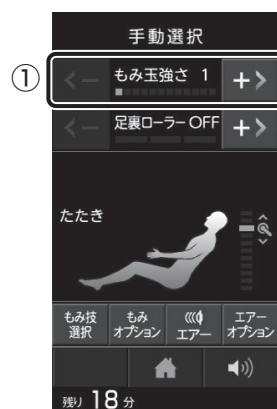 手動選択
①
もみ玉強さ 1
足裏ローラー OFF
たたき
もみ技
選択
もみ
オプション
エアー
エアー
オプション
残り 18 分